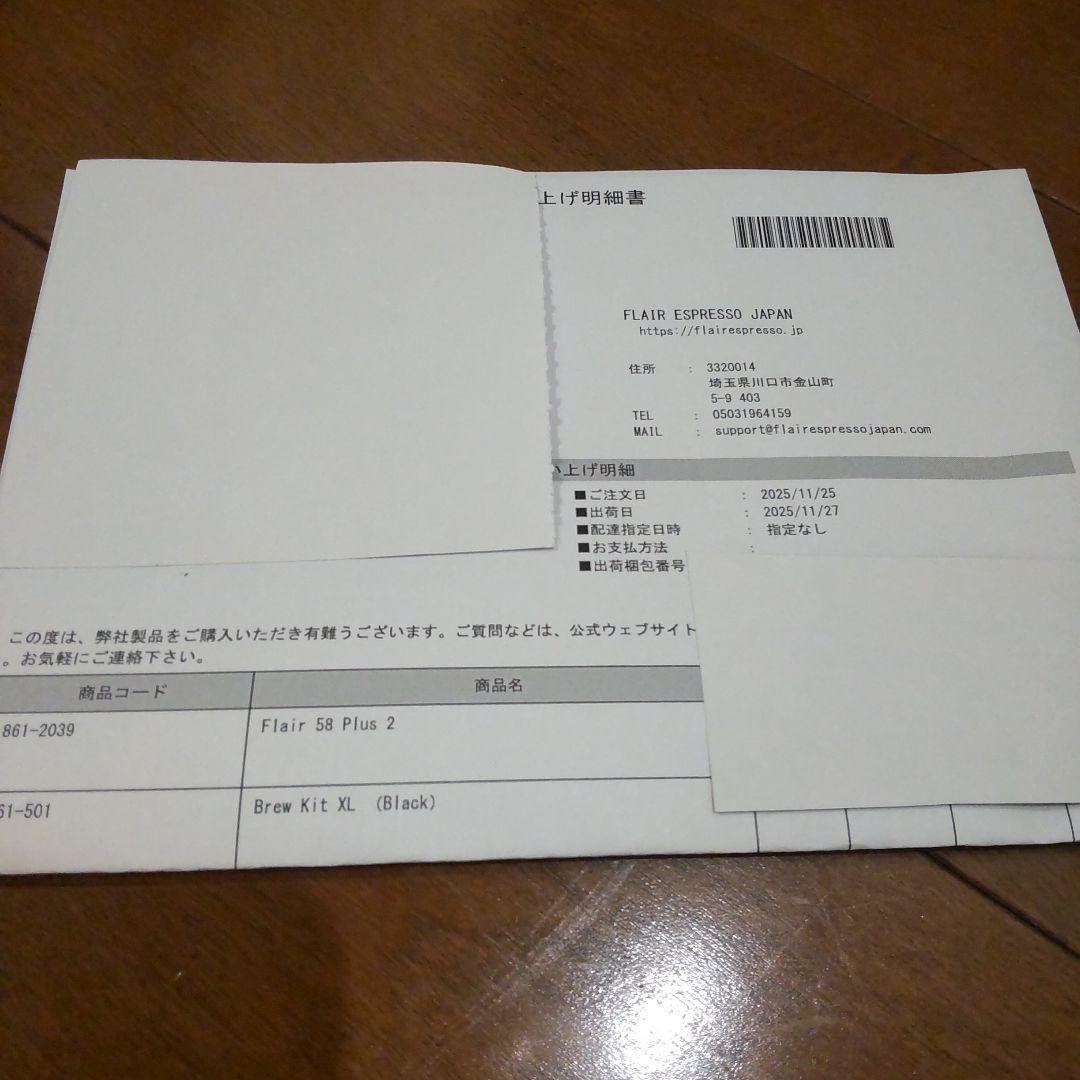 上げ明細書
FLAIR ESPRESSO JAPAN
https://flairespresso.jp
住所 : 3320014
埼玉県川口市金山町
5-9 403
TEL : 05031964159
MAIL : support@flairespressojapan.com
い上げ明細
■ご注文日 : 2025/11/25
■出荷日 : 2025/11/27
■配達指定日時 : 指定なし
■お支払方法 :
■出荷梱包番号
この度は、弊社製品をご購入いただき有難うございます。ご質問などは、公式ウェブサイト
。お気軽にご連絡下さい。
商品コード 商品名
861-2039 Flair 58 Plus 2
61-501 Brew Kit XL (Black)